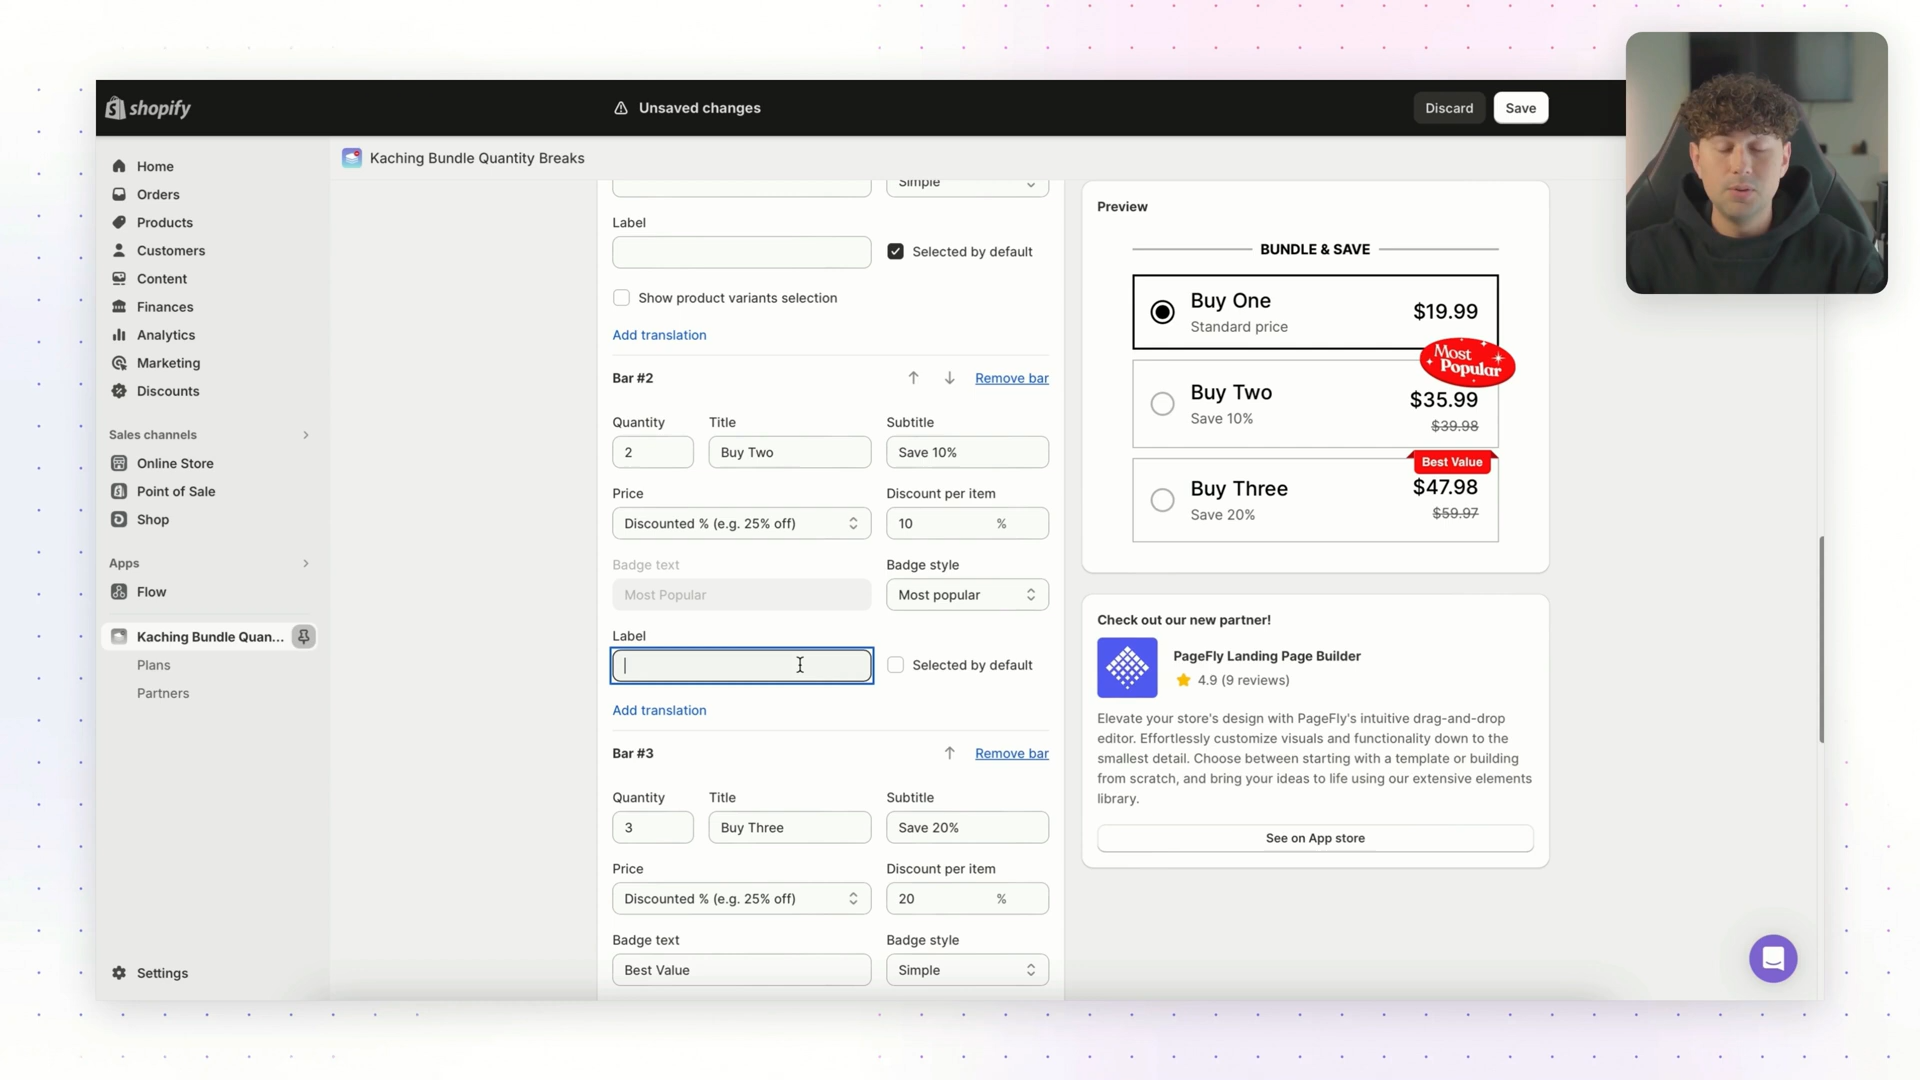 shopify
Unsaved changes
Discard
Save
Home
Orders
Products
Customers
Content
Finances
Analytics
Marketing
Discounts
Sales channels
Online Store
Point of Sale
Shop
Apps
Flow
Kaching Bundle Quan...
Plans
Partners
Settings
Kaching Bundle Quantity Breaks
Simple
Label
Selected by default
Show product variants selection
Add translation
Bar #2
Remove bar
Quantity
Title
Subtitle
2
Buy Two
Save 10%
Price
Discount per item
Discounted % (e.g. 25% off)
10 %
Badge text
Badge style
Most Popular
Most popular
Label
Selected by default
Add translation
Bar #3
Remove bar
Quantity
Title
Subtitle
3
Buy Three
Save 20%
Price
Discount per item
Discounted % (e.g. 25% off)
20 %
Badge text
Badge style
Best Value
Simple
Preview
BUNDLE & SAVE
Buy One
Standard price
$19.99
Most
Popular
Buy Two
Save 10%
$35.99
$39.98
Best Value
Buy Three
Save 20%
$47.98
$59.97
Check out our new partner!
PageFly Landing Page Builder
4.9 (9 reviews)
Elevate your store's design with PageFly's intuitive drag-and-drop
editor. Effortlessly customize visuals and functionality down to the
smallest detail. Choose between starting with a template or building
from scratch, and bring your ideas to life using our extensive elements
library.
See on App store